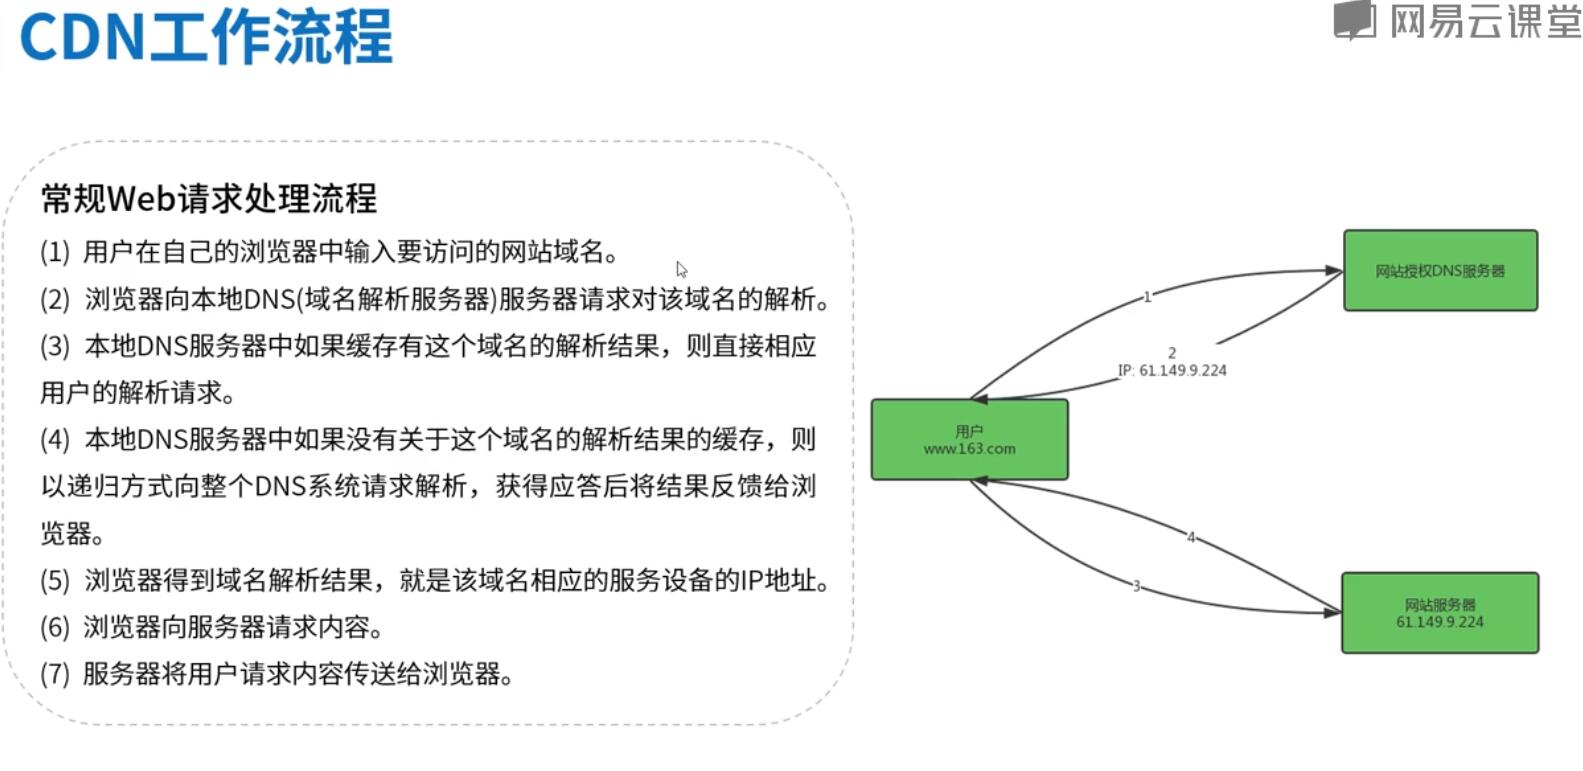 CDN工作流程
网易云课堂
常规Web请求处理流程
(1) 用户在自己的浏览器中输入要访问的网站域名。
(2) 浏览器向本地DNS(域名解析服务器)服务器请求对该域名的解析。
(3) 本地DNS服务器中如果缓存有这个域名的解析结果，则直接相应
用户的解析请求。
(4) 本地DNS服务器中如果没有关于这个域名的解析结果的缓存，则
以递归方式向整个DNS系统请求解析，获得应答后将结果反馈给浏
览器。
(5) 浏览器得到域名解析结果，就是该域名相应的服务设备的IP地址。
(6) 浏览器向服务器请求内容。
(7) 服务器将用户请求内容传送给浏览器。
网站授权DNS服务器
1
2
IP: 61.149.9.224
用户
www.163.com
4
3
网站服务器
61.149.9.224